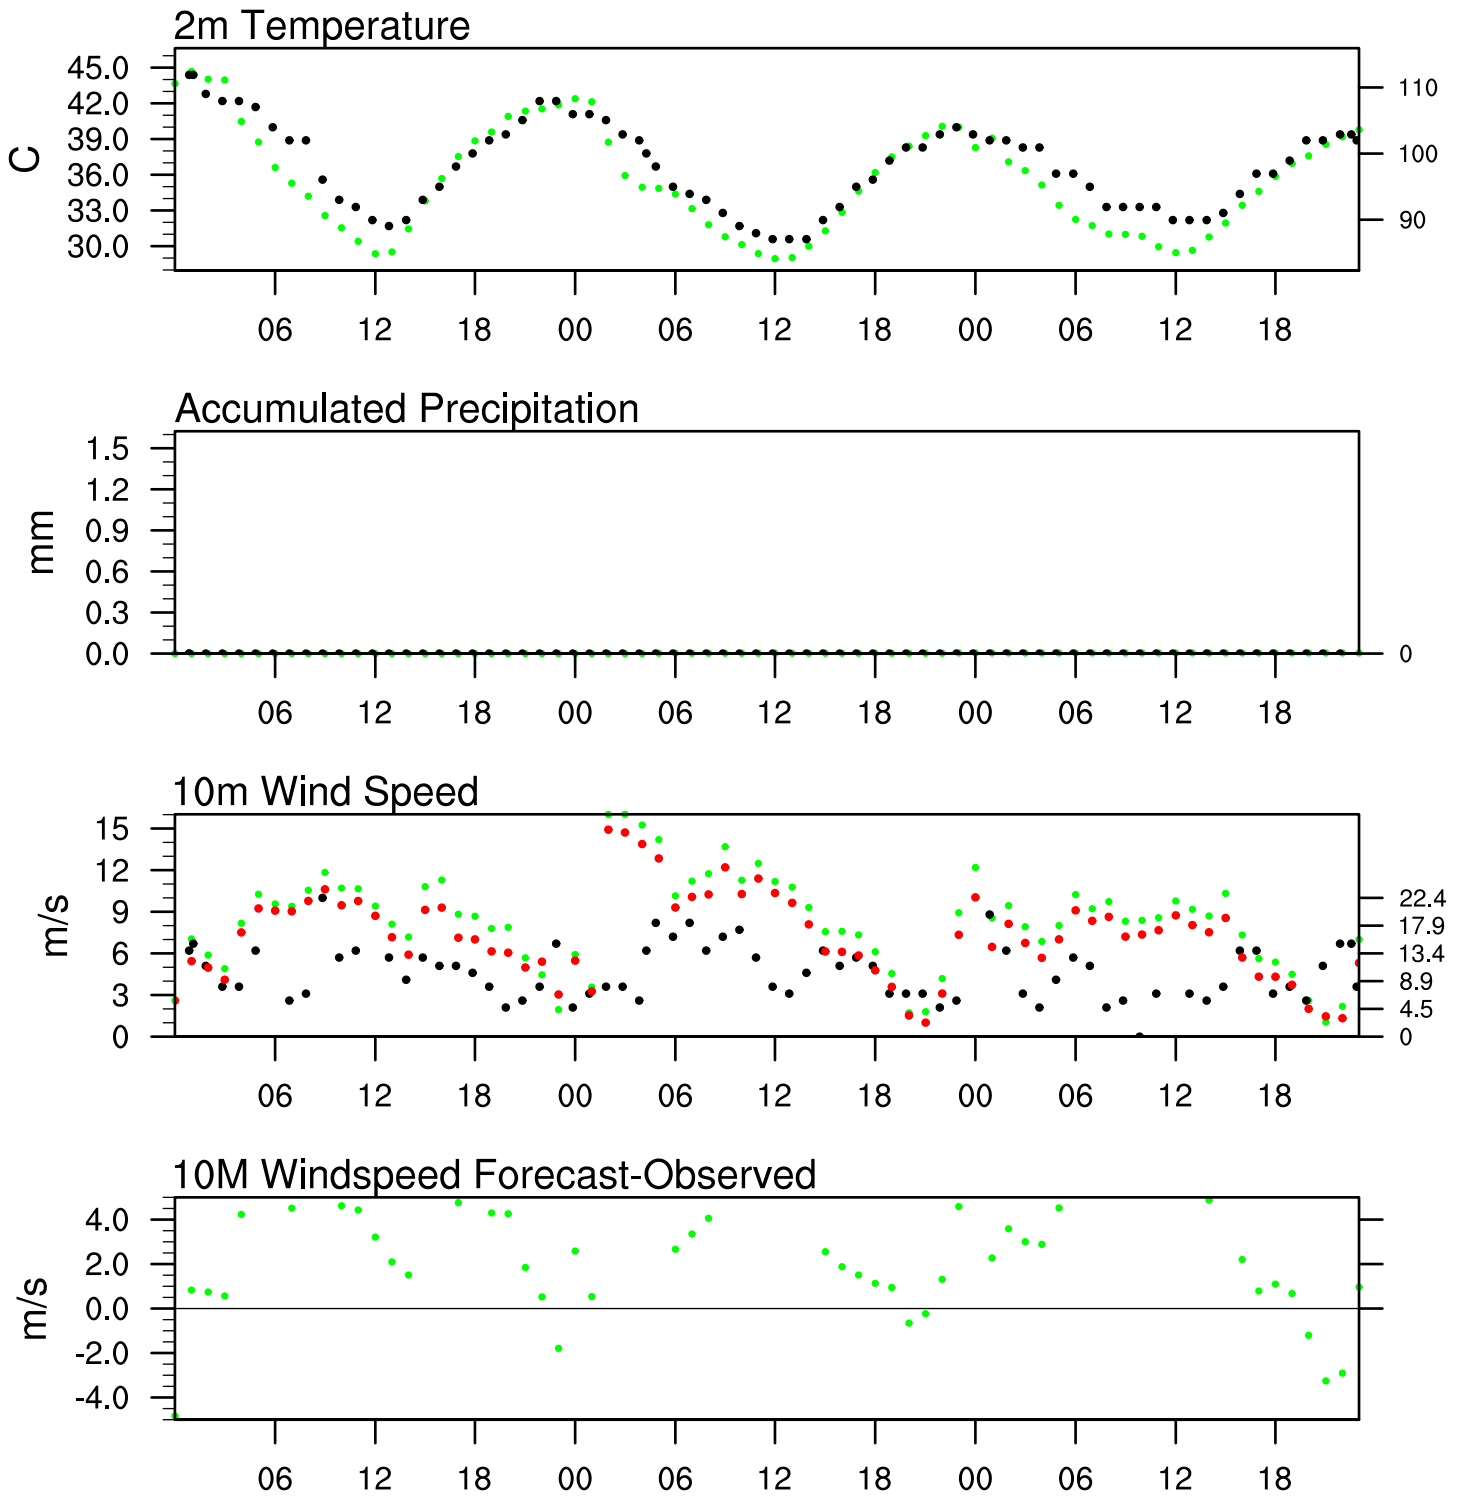 2m Temperature
45.0
42.0
39.0
36.0
33.0
30.0
C
110
100
90
06 12 18 00 06 12 18 00 06 12 18
Accumulated Precipitation
1.5
1.2
0.9
0.6
0.3
0.0
mm
0
06 12 18 00 06 12 18 00 06 12 18
10m Wind Speed
15
12
9
6
3
0
m/s
22.4
17.9
13.4
8.9
4.5
0
06 12 18 00 06 12 18 00 06 12 18
10M Windspeed Forecast-Observed
4.0
2.0
0.0
-2.0
-4.0
m/s
06 12 18 00 06 12 18 00 06 12 18